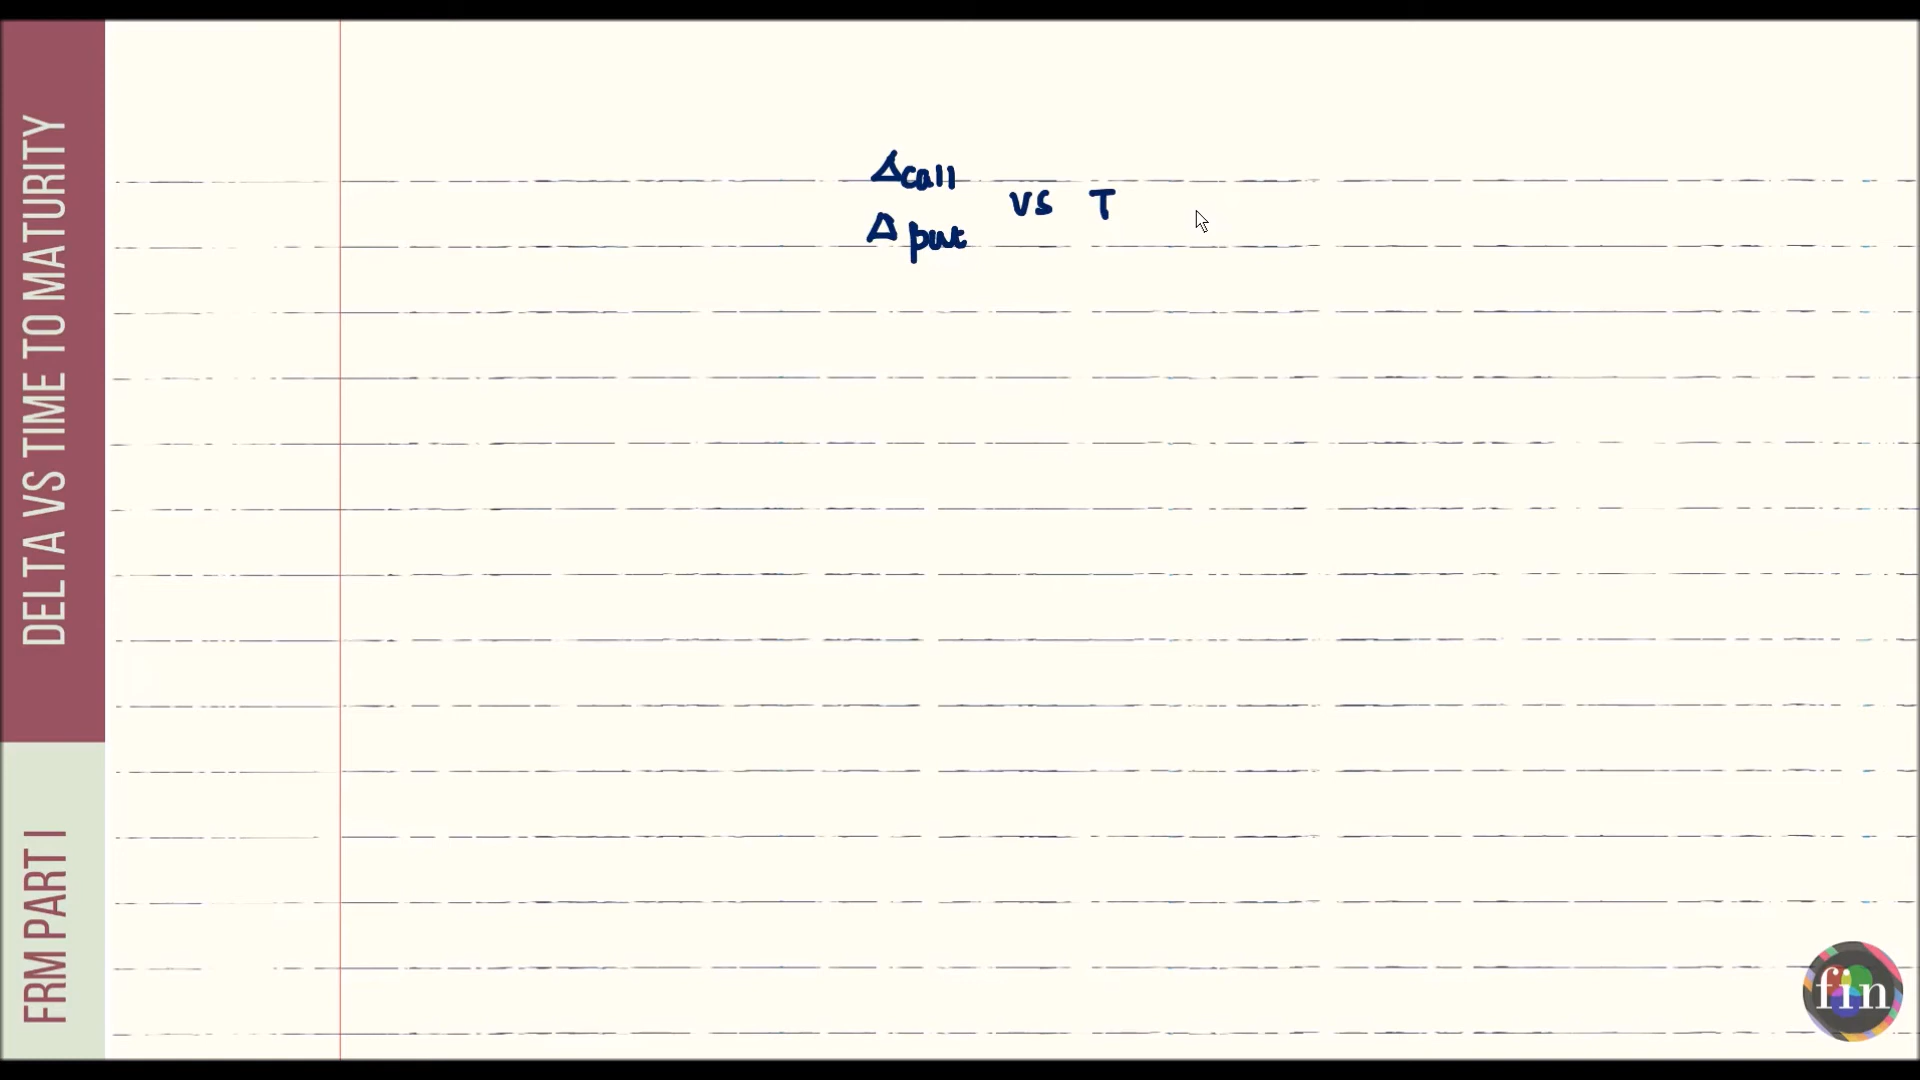 DELTA VS TIME TO MATURITY
FRM PART I
Δcall
Δput
vs T
fin